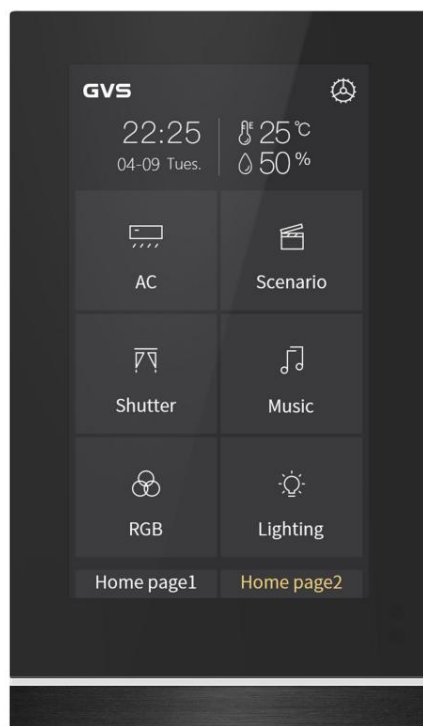 GVS
22:25
04-09 Tues.
E 25℃
50%
AC
Scenario
Shutter
Music
RGB
Lighting
Home page1
Home page2